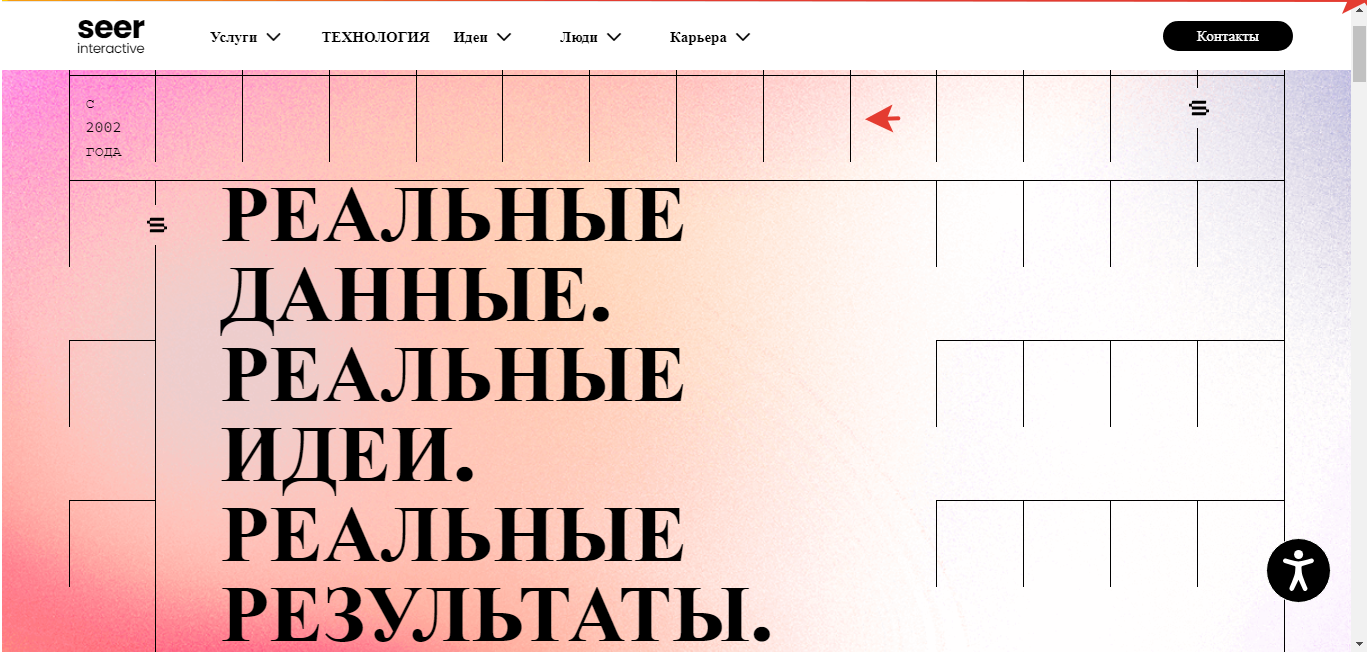 seer
interactive
Услуги
ТЕХНОЛОГИЯ
Идеи
Люди
Карьера
Контакты
С
2002
ГОДА
РЕАЛЬНЫЕ
ДАННЫЕ.
РЕАЛЬНЫЕ
ИДЕИ.
РЕАЛЬНЫЕ
РЕЗУЛЬТАТЫ.